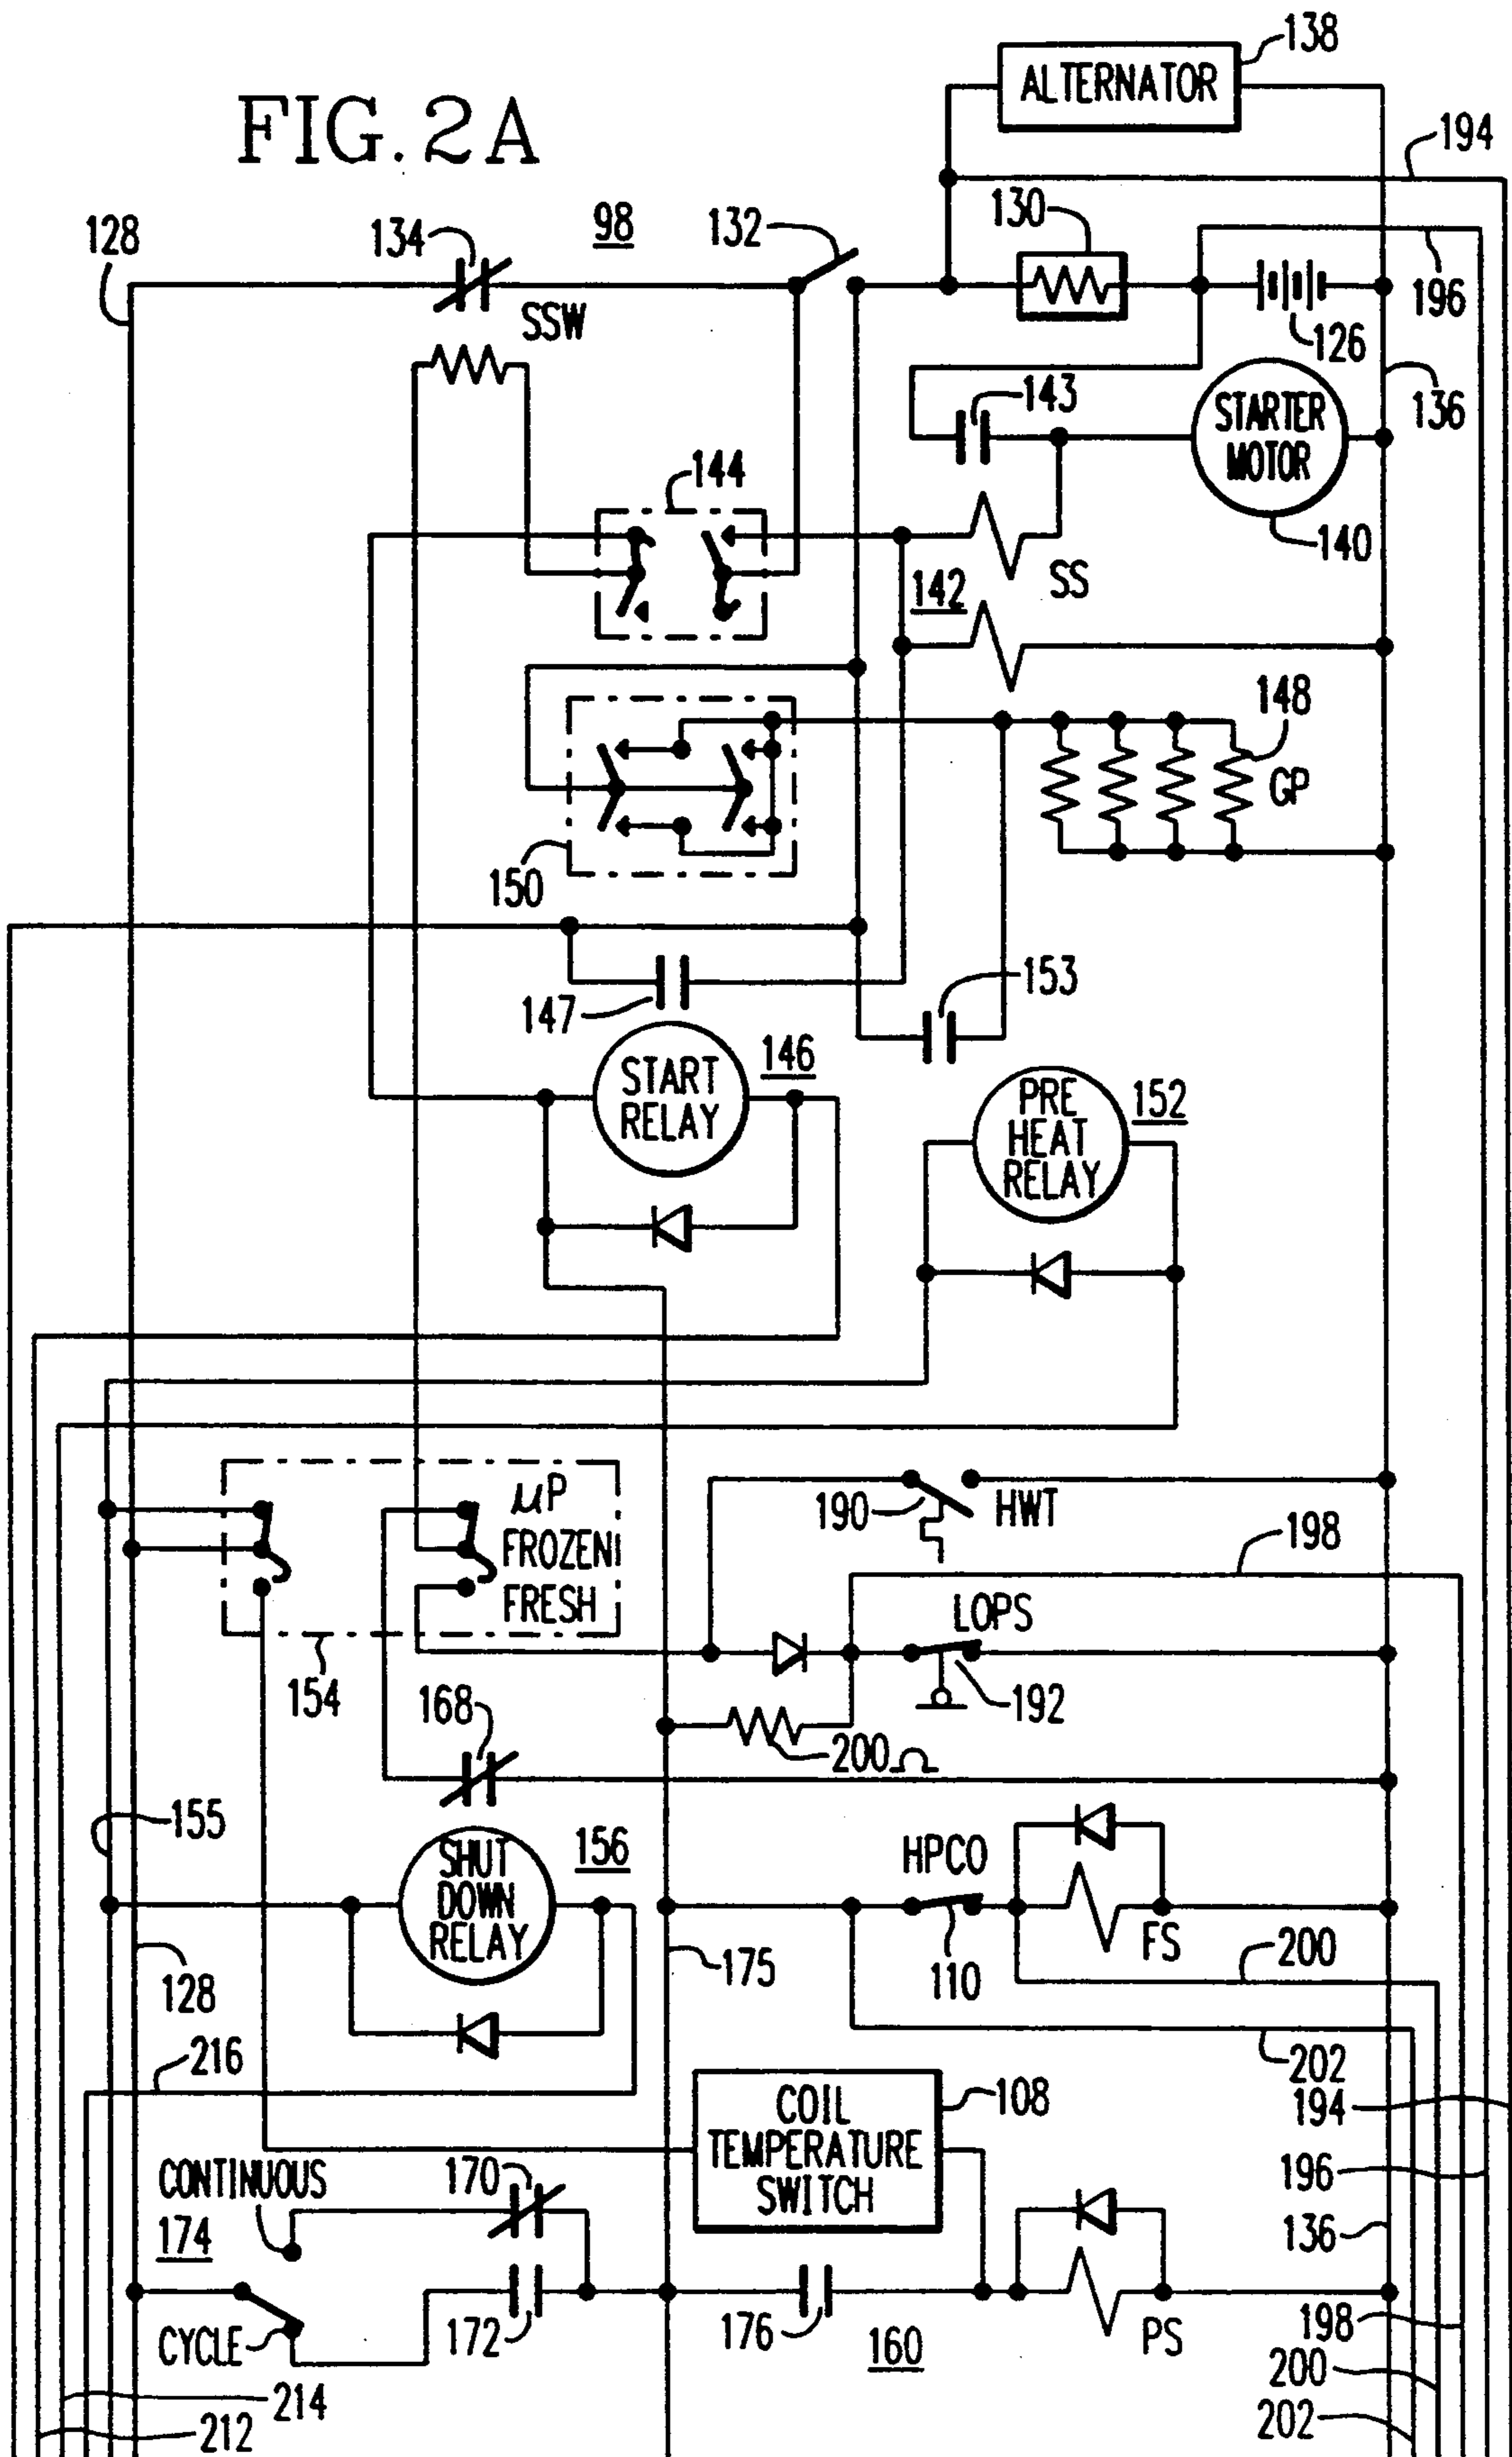 FIG. 2A
ALTERNATOR
138
194
128
134
98
132
130
SSW
196
126
143
STARTER
MOTOR
136
144
140
SS
142
148
GP
150
153
147
START
RELAY
146
PRE
HEAT
RELAY
152
μP
FROZEN
FRESH
190
HWT
198
LOPS
154
168
192
200Ω
155
SHUT
DOWN
RELAY
156
HPCO
FS
128
175
110
200
216
202
COIL
TEMPERATURE
SWITCH
108
194
CONTINUOUS
170
196
174
136
CYCLE
172
176
PS
198
160
200
214
212
202